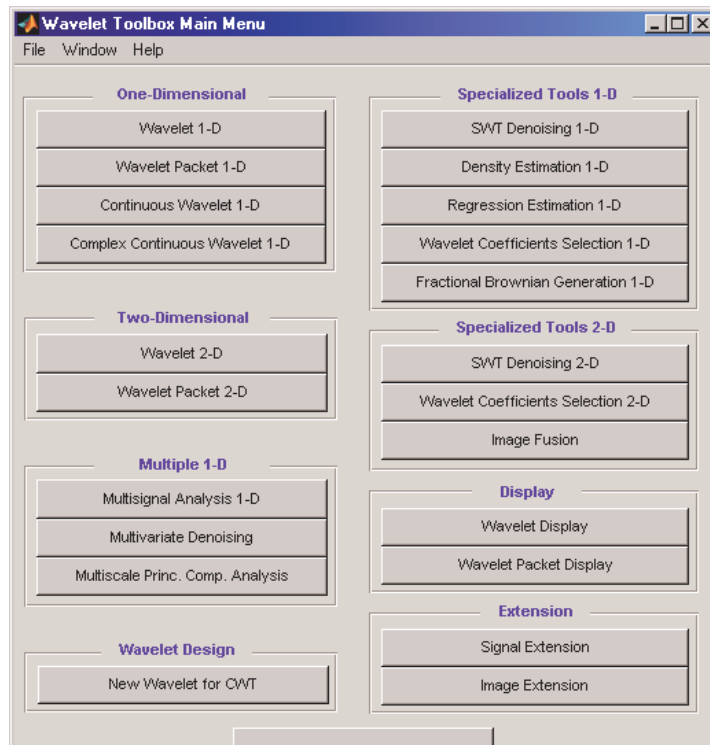 Wavelet Toolbox Main Menu
File Window Help
One-Dimensional
Wavelet 1-D
Wavelet Packet 1-D
Continuous Wavelet 1-D
Complex Continuous Wavelet 1-D
Two-Dimensional
Wavelet 2-D
Wavelet Packet 2-D
Multiple 1-D
Multisignal Analysis 1-D
Multivariate Denoising
Multiscale Princ. Comp. Analysis
Wavelet Design
New Wavelet for CWT
Specialized Tools 1-D
SWT Denoising 1-D
Density Estimation 1-D
Regression Estimation 1-D
Wavelet Coefficients Selection 1-D
Fractional Brownian Generation 1-D
Specialized Tools 2-D
SWT Denoising 2-D
Wavelet Coefficients Selection 2-D
Image Fusion
Display
Wavelet Display
Wavelet Packet Display
Extension
Signal Extension
Image Extension